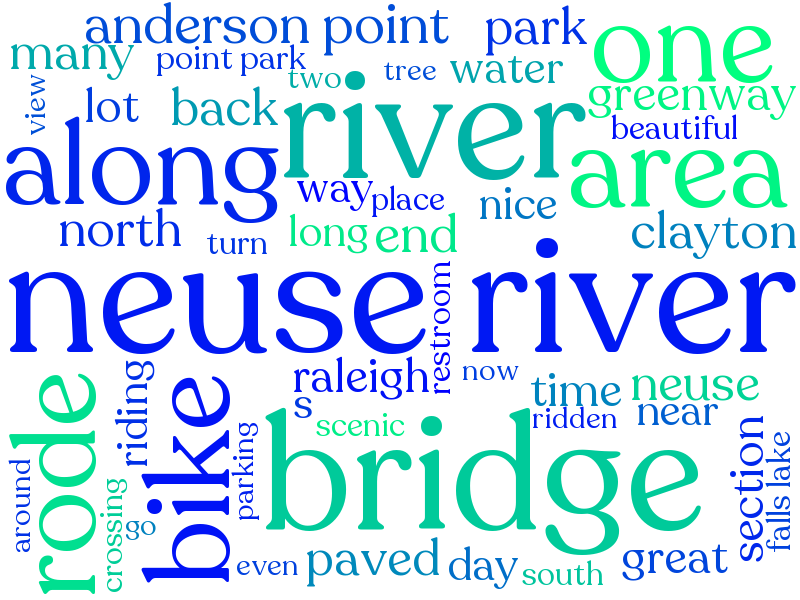 anderson point
park
one
many
point park
two
tree
water
greenway
view
lot
back
river
beautiful
along
area
way
place
nice
north
turn
long
end
clayton
neuse river
restroom
raleigh
now
time
neuse
s
ridden
near
scenic
rode
riding
bike
parking
bridge
section
falls lake
around
crossing
go
even
paved
day
south
great